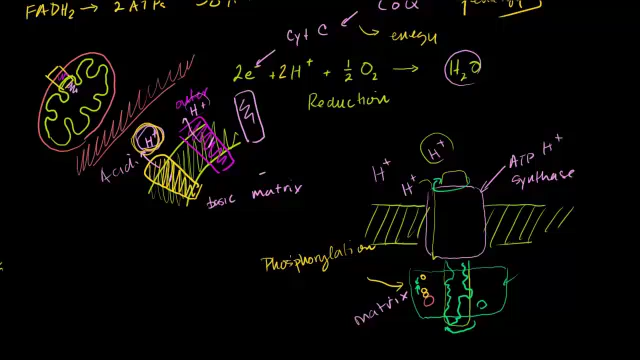 FADH₂ → 2 ATPs
CoQ
Cyt C
energy
2e⁻ + 2H⁺ + ½ O₂ → H₂O
Reduction
outer
H⁺
H⁺
Acidic
basic matrix
H⁺
H⁺
H⁺
ATP H⁺
Synthase
Phosphorylation
matrix